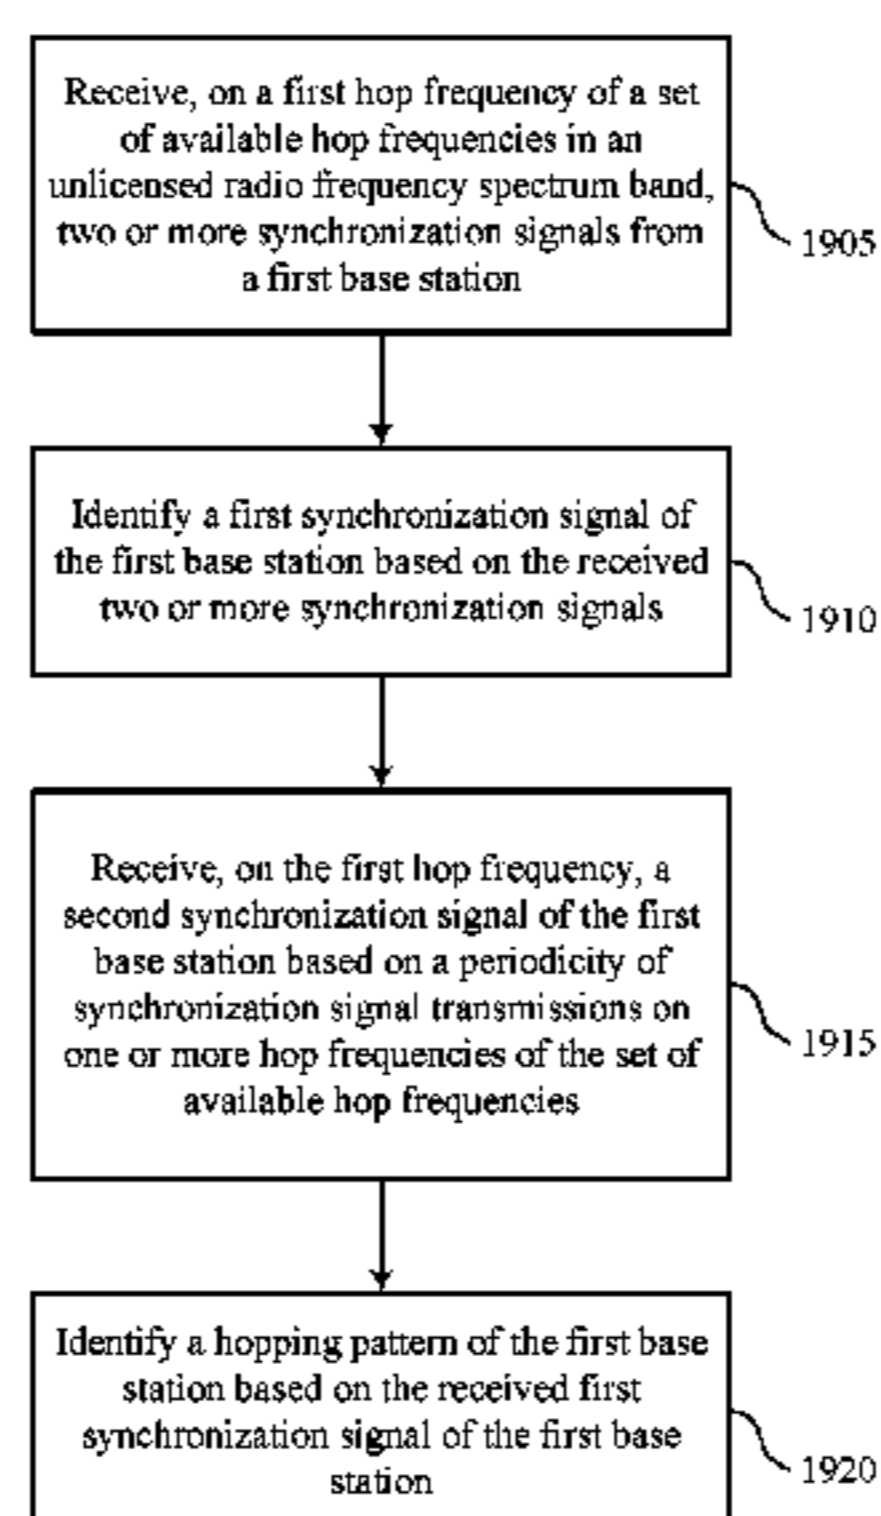 Receive, on a first hop frequency of a set
of available hop frequencies in an
unlicensed radio frequency spectrum band,
two or more synchronization signals from
a first base station
1905
Identify a first synchronization signal of
the first base station based on the received
two or more synchronization signals
1910
Receive, on the first hop frequency, a
second synchronization signal of the first
base station based on a periodicity of
synchronization signal transmissions on
one or more hop frequencies of the set of
available hop frequencies
1915
Identify a hopping pattern of the first base
station based on the received first
synchronization signal of the first base
station
1920